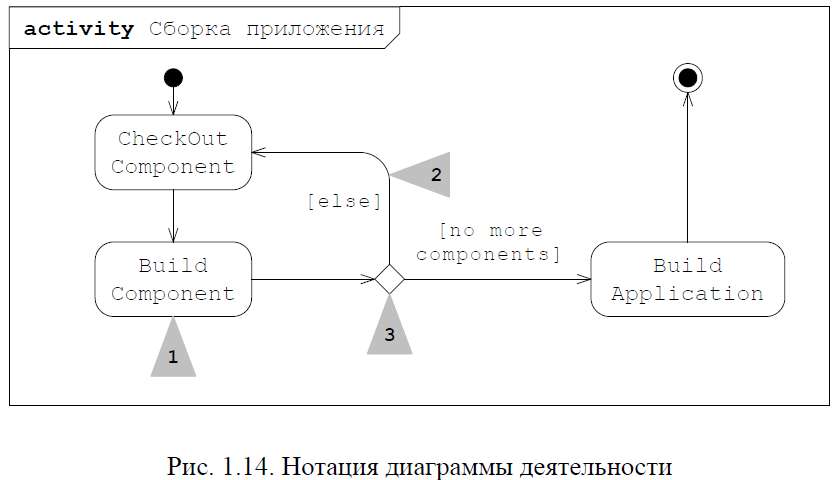 activity Сборка приложения
CheckOut
Component
2
[else]
[no more
components]
Build
Component
Build
Application
3
1
Рис. 1.14. Нотация диаграммы деятельности